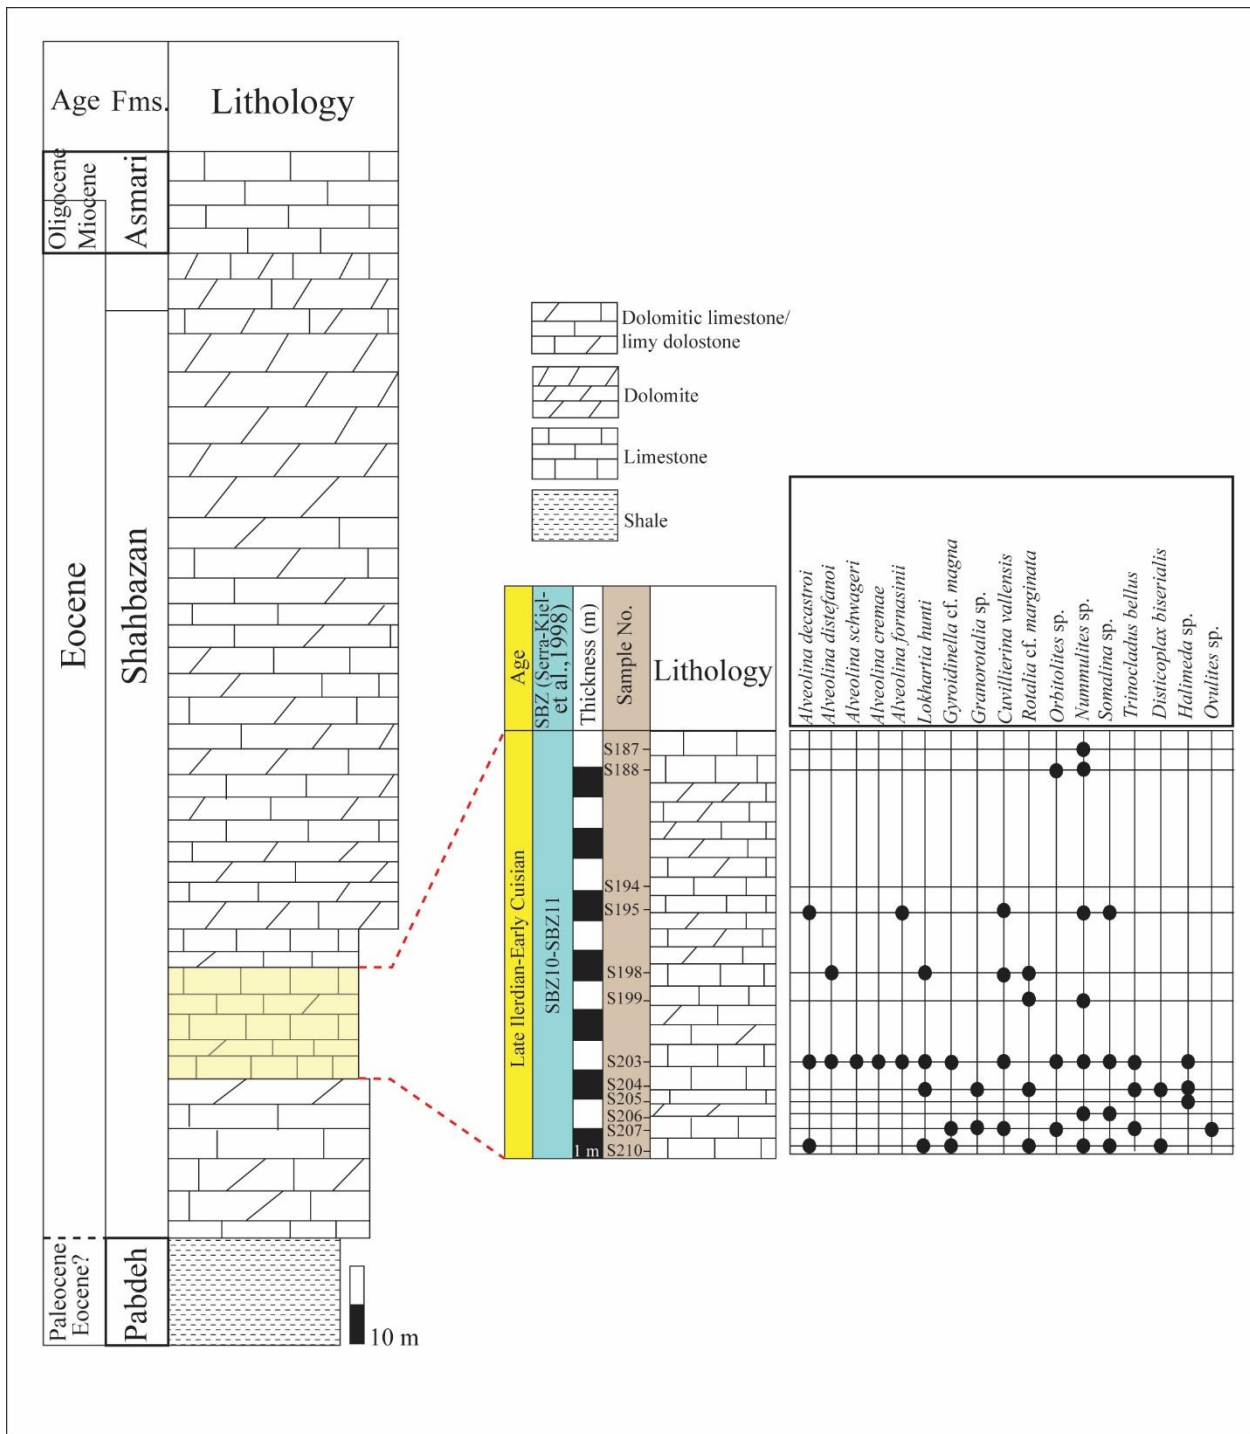 Age Fms. Lithology
Oligocene
Miocene
Asmari
Eocene
Shahbazan
Paleocene
Eocene?
Pabdeh
10 m
Dolomitic limestone/
limy dolostone
Dolomite
Limestone
Shale
Age
SBZ (Serra-Kiel-
et al.,1998)
Thickness (m)
Sample No.
Lithology
Late Ilerdian-Early Cuisian
SBZ10-SBZ11
1 m
S187
S188
S194
S195
S198
S199
S203
S204
S205
S206
S207
S210
Alveolina decastroi
Alveolina distefanoi
Alveolina schwageri
Alveolina cremae
Alveolina fornasinii
Lokhartia hunti
Gyroidinella cf. magna
Granorotalia sp.
Cuvillierina vallensis
Rotalia cf. marginata
Orbitolites sp.
Nummulites sp.
Somalina sp.
Trinocladus bellus
Disticoplax biserialis
Halimeda sp.
Ovulites sp.